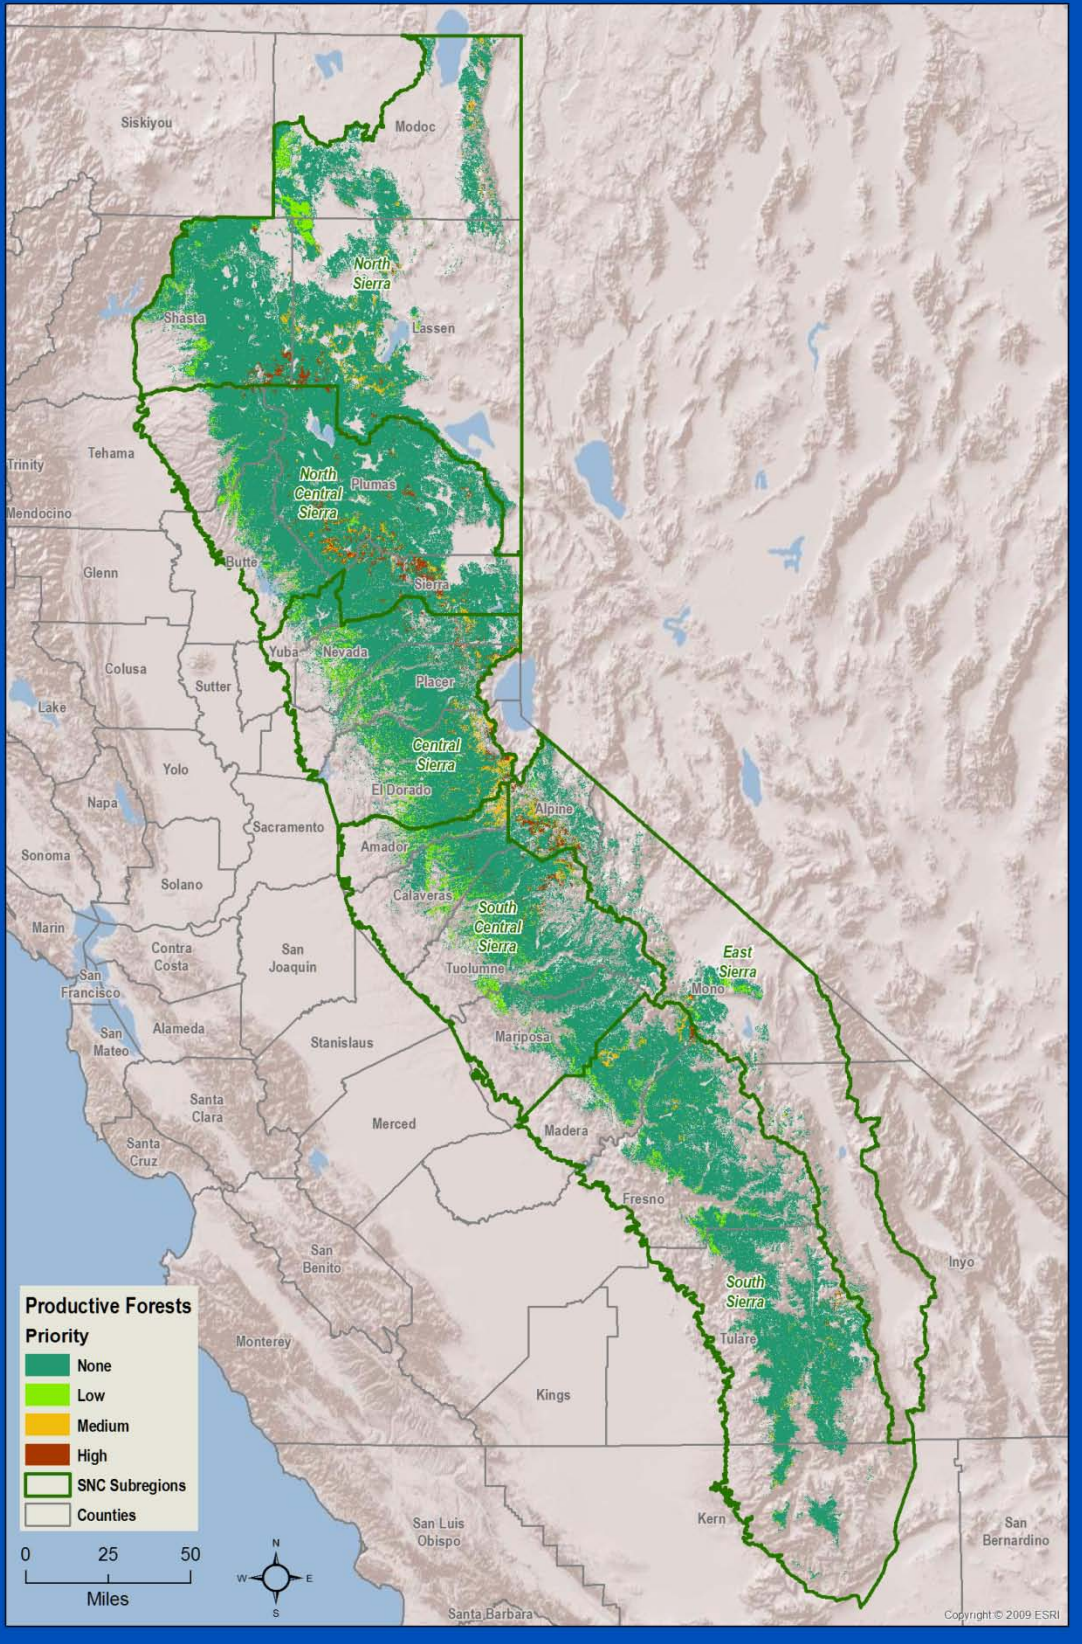 Siskiyou
Modoc
North
Sierra
Shasta
Lassen
Tehama
Trinity
North
Central
Sierra
Plumas
Mendocino
Butte
Glenn
Sierra
Yuba
Nevada
Colusa
Sutter
Placer
Lake
Central
Sierra
Yolo
El Dorado
Napa
Alpine
Sacramento
Amador
Sonoma
Solano
Calaveras
South
Central
Sierra
Marin
Contra
Costa
San
Joaquin
East
Sierra
Tuolumne
San
Francisco
Mono
Alameda
San
Mateo
Stanislaus
Mariposa
Santa
Clara
Merced
Madera
Santa
Cruz
Fresno
San
Benito
Inyo
South
Sierra
Tulare
Monterey
Kings
Productive Forests
Priority
None
Low
Medium
High
SNC Subregions
Counties
Kern
San Luis
Obispo
San
Bernardino
0 25 50
Miles
N
W E
S
Santa Barbara
Copyright © 2009 ESRI